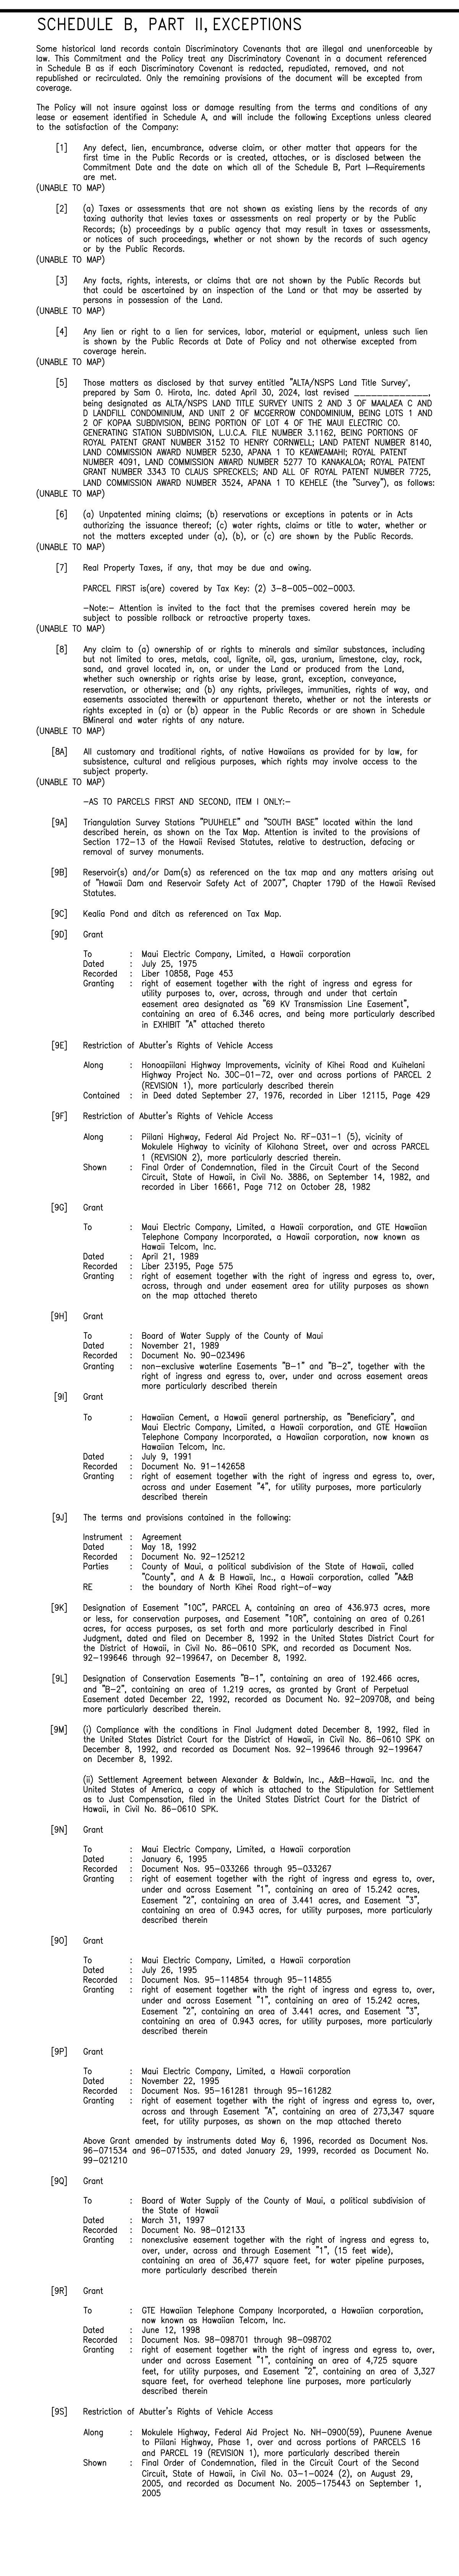 SCHEDULE B, PART II, EXCEPTIONS
Some historical land records contain Discriminatory Covenants that are illegal and unenforceable by
law. This Commitment and the Policy treat any Discriminatory Covenant in a document referenced
in Schedule B as if each Discriminatory Covenant is redacted, repudiated, removed, and not
republished or recirculated. Only the remaining provisions of the document will be excepted from
coverage.
The Policy will not insure against loss or damage resulting from the terms and conditions of any
lease or easement identified in Schedule A, and will include the following Exceptions unless cleared
to the satisfaction of the Company:
[1] Any defect, lien, encumbrance, adverse claim, or other matter that appears for the
first time in the Public Records or is created, attaches, or is disclosed between the
Commitment Date and the date on which all of the Schedule B, Part I—Requirements
are met.
(UNABLE TO MAP)
[2] (a) Taxes or assessments that are not shown as existing liens by the records of any
taxing authority that levies taxes or assessments on real property or by the Public
Records; (b) proceedings by a public agency that may result in taxes or assessments,
or notices of such proceedings, whether or not shown by the records of such agency
or by the Public Records.
(UNABLE TO MAP)
[3] Any facts, rights, interests, or claims that are not shown by the Public Records but
that could be ascertained by an inspection of the Land or that may be asserted by
persons in possession of the Land.
(UNABLE TO MAP)
[4] Any lien or right to a lien for services, labor, material or equipment, unless such lien
is shown by the Public Records at Date of Policy and not otherwise excepted from
coverage herein.
(UNABLE TO MAP)
[5] Those matters as disclosed by that survey entitled "ALTA/NSPS Land Title Survey',
prepared by Sam O. Hirota, Inc. dated April 30, 2024, last revised ______________,
being designated as ALTA/NSPS LAND TITLE SURVEY UNITS 2 AND 3 OF MAALAEA C AND
D LANDFILL CONDOMINIUM, AND UNIT 2 OF MCGERROW CONDOMINIUM, BEING LOTS 1 AND
2 OF KOPAA SUBDIVISION, BEING PORTION OF LOT 4 OF THE MAUI ELECTRIC CO.
GENERATING STATION SUBDIVISION, L.U.C.A. FILE NUMBER 3.1162, BEING PORTIONS OF
ROYAL PATENT GRANT NUMBER 3152 TO HENRY CORNWELL; LAND PATENT NUMBER 8140,
LAND COMMISSION AWARD NUMBER 5230, APANA 1 TO KEAWEAMAHI; ROYAL PATENT
NUMBER 4091, LAND COMMISSION AWARD NUMBER 5277 TO KANAKALOA; ROYAL PATENT
GRANT NUMBER 3343 TO CLAUS SPRECKELS; AND ALL OF ROYAL PATENT NUMBER 7725,
LAND COMMISSION AWARD NUMBER 3524, APANA 1 TO KEHELE (the "Survey"), as follows:
(UNABLE TO MAP)
[6] (a) Unpatented mining claims; (b) reservations or exceptions in patents or in Acts
authorizing the issuance thereof; (c) water rights, claims or title to water, whether or
not the matters excepted under (a), (b), or (c) are shown by the Public Records.
(UNABLE TO MAP)
[7] Real Property Taxes, if any, that may be due and owing.
PARCEL FIRST is(are) covered by Tax Key: (2) 3-8-005-002-0003.
—Note:— Attention is invited to the fact that the premises covered herein may be
subject to possible rollback or retroactive property taxes.
(UNABLE TO MAP)
[8] Any claim to (a) ownership of or rights to minerals and similar substances, including
but not limited to ores, metals, coal, lignite, oil, gas, uranium, limestone, clay, rock,
sand, and gravel located in, on, or under the Land or produced from the Land,
whether such ownership or rights arise by lease, grant, exception, conveyance,
reservation, or otherwise; and (b) any rights, privileges, immunities, rights of way, and
easements associated therewith or appurtenant thereto, whether or not the interests or
rights excepted in (a) or (b) appear in the Public Records or are shown in Schedule
BMineral and water rights of any nature.
(UNABLE TO MAP)
[8A] All customary and traditional rights, of native Hawaiians as provided for by law, for
subsistence, cultural and religious purposes, which rights may involve access to the
subject property.
(UNABLE TO MAP)
—AS TO PARCELS FIRST AND SECOND, ITEM I ONLY:—
[9A] Triangulation Survey Stations "PUUHELE" and "SOUTH BASE" located within the land
described herein, as shown on the Tax Map. Attention is invited to the provisions of
Section 172-13 of the Hawaii Revised Statutes, relative to destruction, defacing or
removal of survey monuments.
[9B] Reservoir(s) and/or Dam(s) as referenced on the tax map and any matters arising out
of "Hawaii Dam and Reservoir Safety Act of 2007", Chapter 179D of the Hawaii Revised
Statutes.
[9C] Kealia Pond and ditch as referenced on Tax Map.
[9D] Grant
To : Maui Electric Company, Limited, a Hawaii corporation
Dated : July 25, 1975
Recorded : Liber 10858, Page 453
Granting : right of easement together with the right of ingress and egress for
utility purposes to, over, across, through and under that certain
easement area designated as "69 KV Transmission Line Easement",
containing an area of 6.346 acres, and being more particularly described
in EXHIBIT "A" attached thereto
[9E] Restriction of Abutter's Rights of Vehicle Access
Along : Honoapiilani Highway Improvements, vicinity of Kihei Road and Kuihelani
Highway Project No. 30C-01-72, over and across portions of PARCEL 2
(REVISION 1), more particularly described therein
Contained : in Deed dated September 27, 1976, recorded in Liber 12115, Page 429
[9F] Restriction of Abutter's Rights of Vehicle Access
Along : Piilani Highway, Federal Aid Project No. RF-031-1 (5), vicinity of
Mokulele Highway to vicinity of Kilohana Street, over and across PARCEL
1 (REVISION 2), more particularly descried therein.
Shown : Final Order of Condemnation, filed in the Circuit Court of the Second
Circuit, State of Hawaii, in Civil No. 3886, on September 14, 1982, and
recorded in Liber 16661, Page 712 on October 28, 1982
[9G] Grant
To : Maui Electric Company, Limited, a Hawaii corporation, and GTE Hawaiian
Telephone Company Incorporated, a Hawaii corporation, now known as
Hawaii Telcom, Inc.
Dated : April 21, 1989
Recorded : Liber 23195, Page 575
Granting : right of easement together with the right of ingress and egress to, over,
across, through and under easement area for utility purposes as shown
on the map attached thereto
[9H] Grant
To : Board of Water Supply of the County of Maui
Dated : November 21, 1989
Recorded : Document No. 90-023496
Granting : non-exclusive waterline Easements "B-1" and "B-2", together with the
right of ingress and egress to, over, under and across easement areas
more particularly described therein
[9I] Grant
To : Hawaiian Cement, a Hawaii general partnership, as "Beneficiary", and
Maui Electric Company, Limited, a Hawaii corporation, and GTE Hawaiian
Telephone Company Incorporated, a Hawaiian corporation, now known as
Hawaiian Telcom, Inc.
Dated : July 9, 1991
Recorded : Document No. 91-142658
Granting : right of easement together with the right of ingress and egress to, over,
across and under Easement "4", for utility purposes, more particularly
described therein
[9J] The terms and provisions contained in the following:
Instrument : Agreement
Dated : May 18, 1992
Recorded : Document No. 92-125212
Parties : County of Maui, a political subdivision of the State of Hawaii, called
"County", and A & B Hawaii, Inc., a Hawaii corporation, called "A&B
RE : the boundary of North Kihei Road right-of-way
[9K] Designation of Easement "10C", PARCEL A, containing an area of 436.973 acres, more
or less, for conservation purposes, and Easement "10R", containing an area of 0.261
acres, for access purposes, as set forth and more particularly described in Final
Judgment, dated and filed on December 8, 1992 in the United States District Court for
the District of Hawaii, in Civil No. 86-0610 SPK, and recorded as Document Nos.
92-199646 through 92-199647, on December 8, 1992.
[9L] Designation of Conservation Easements "B-1", containing an area of 192.466 acres,
and "B-2", containing an area of 1.219 acres, as granted by Grant of Perpetual
Easement dated December 22, 1992, recorded as Document No. 92-209708, and being
more particularly described therein.
[9M] (i) Compliance with the conditions in Final Judgment dated December 8, 1992, filed in
the United States District Court for the District of Hawaii, in Civil No. 86-0610 SPK on
December 8, 1992, and recorded as Document Nos. 92-199646 through 92-199647
on December 8, 1992.
(ii) Settlement Agreement between Alexander & Baldwin, Inc., A&B-Hawaii, Inc. and the
United States of America, a copy of which is attached to the Stipulation for Settlement
as to Just Compensation, filed in the United States District Court for the District of
Hawaii, in Civil No. 86-0610 SPK.
[9N] Grant
To : Maui Electric Company, Limited, a Hawaii corporation
Dated : January 6, 1995
Recorded : Document Nos. 95-033266 through 95-033267
Granting : right of easement together with the right of ingress and egress to, over,
under and across Easement "1", containing an area of 15.242 acres,
Easement "2", containing an area of 3.441 acres, and Easement "3",
containing an area of 0.943 acres, for utility purposes, more particularly
described therein
[9O] Grant
To : Maui Electric Company, Limited, a Hawaii corporation
Dated : July 26, 1995
Recorded : Document Nos. 95-114854 through 95-114855
Granting : right of easement together with the right of ingress and egress to, over,
under and across Easement "1", containing an area of 15.242 acres,
Easement "2", containing an area of 3.441 acres, and Easement "3",
containing an area of 0.943 acres, for utility purposes, more particularly
described therein
[9P] Grant
To : Maui Electric Company, Limited, a Hawaii corporation
Dated : November 22, 1995
Recorded : Document Nos. 95-161281 through 95-161282
Granting : right of easement together with the right of ingress and egress to, over,
across and through Easement "A", containing an area of 273,347 square
feet, for utility purposes, as shown on the map attached thereto
Above Grant amended by instruments dated May 6, 1996, recorded as Document Nos.
96-071534 and 96-071535, and dated January 29, 1999, recorded as Document No.
99-021210
[9Q] Grant
To : Board of Water Supply of the County of Maui, a political subdivision of
the State of Hawaii
Dated : March 31, 1997
Recorded : Document No. 98-012133
Granting : nonexclusive easement together with the right of ingress and egress to,
over, under, across and through Easement "1", (15 feet wide),
containing an area of 36,477 square feet, for water pipeline purposes,
more particularly described therein
[9R] Grant
To : GTE Hawaiian Telephone Company Incorporated, a Hawaiian corporation,
now known as Hawaiian Telcom, Inc.
Dated : June 12, 1998
Recorded : Document Nos. 98-098701 through 98-098702
Granting : right of easement together with the right of ingress and egress to, over,
under and across Easement "1", containing an area of 4,725 square
feet, for utility purposes, and Easement "2", containing an area of 3,327
square feet, for overhead telephone line purposes, more particularly
described therein
[9S] Restriction of Abutter's Rights of Vehicle Access
Along : Mokulele Highway, Federal Aid Project No. NH-0900(59), Puunene Avenue
to Piilani Highway, Phase 1, over and across portions of PARCELS 16
and PARCEL 19 (REVISION 1), more particularly described therein
Shown : Final Order of Condemnation, filed in the Circuit Court of the Second
Circuit, State of Hawaii, in Civil No. 03-1-0024 (2), on August 29,
2005, and recorded as Document No. 2005-175443 on September 1,
2005